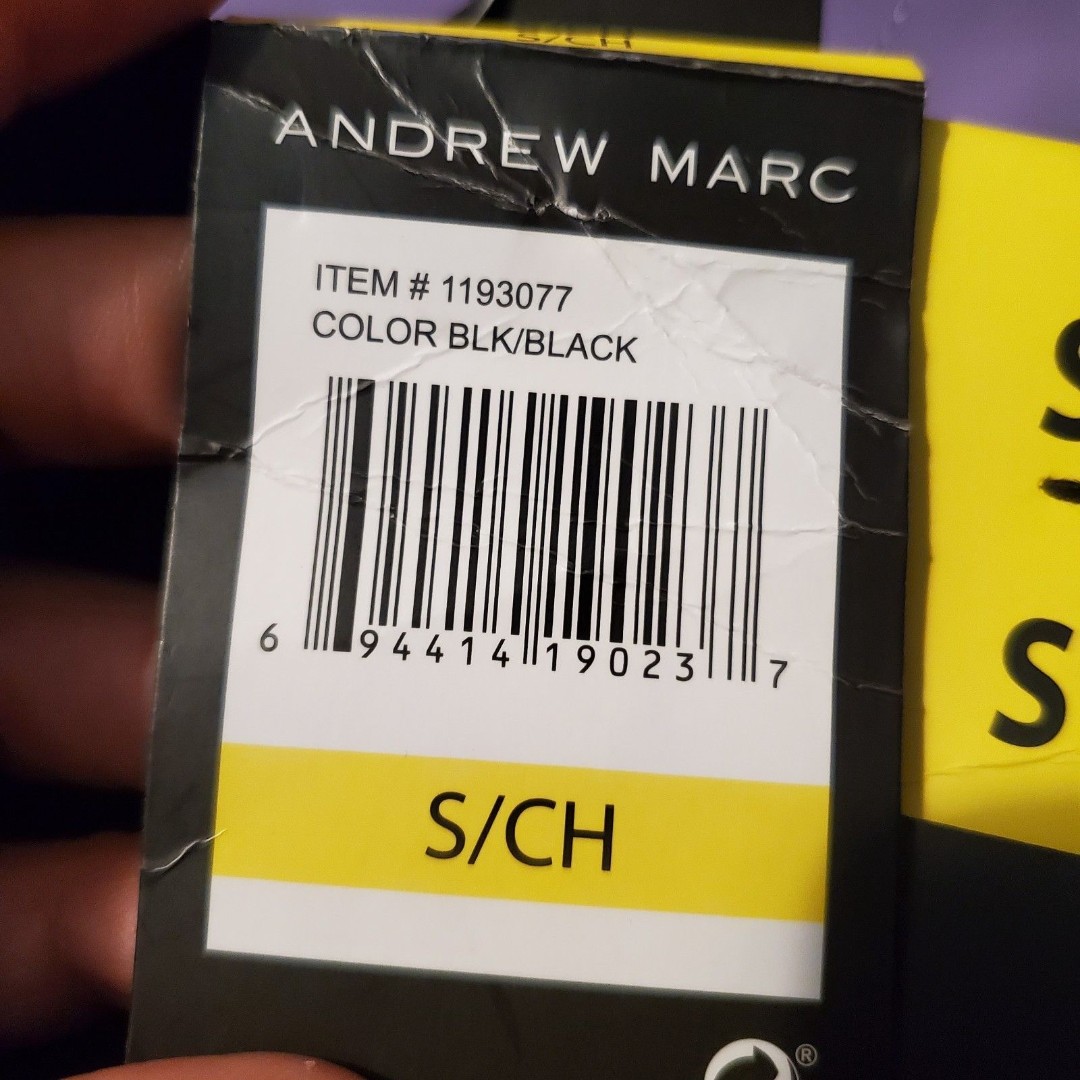 S/CH
ANDREW MARC
ITEM # 1193077
COLOR BLK/BLACK
6 94414 19023 7
S/CH
®
S
S